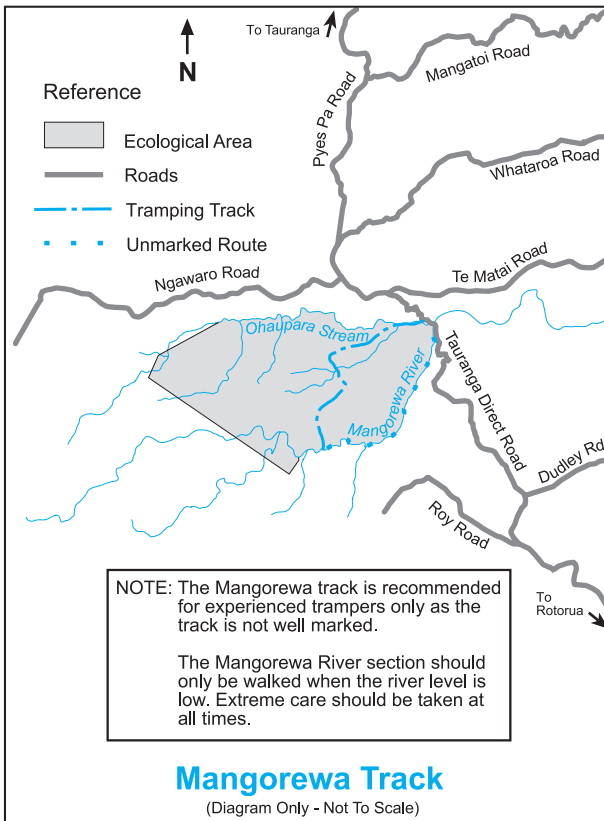 To Tauranga
N
Mangatoi Road
Pyes Pa Road
Reference
Ecological Area
Roads
Tramping Track
Unmarked Route
Whataroa Road
Te Matai Road
Ngawaro Road
Ohaupara Stream
Mangorewa River
Tauranga Direct Road
Dudley Rd
Roy Road
To
Rotorua
NOTE: The Mangorewa track is recommended
for experienced trampers only as the
track is not well marked.
The Mangorewa River section should
only be walked when the river level is
low. Extreme care should be taken at
all times.
Mangorewa Track
(Diagram Only - Not To Scale)